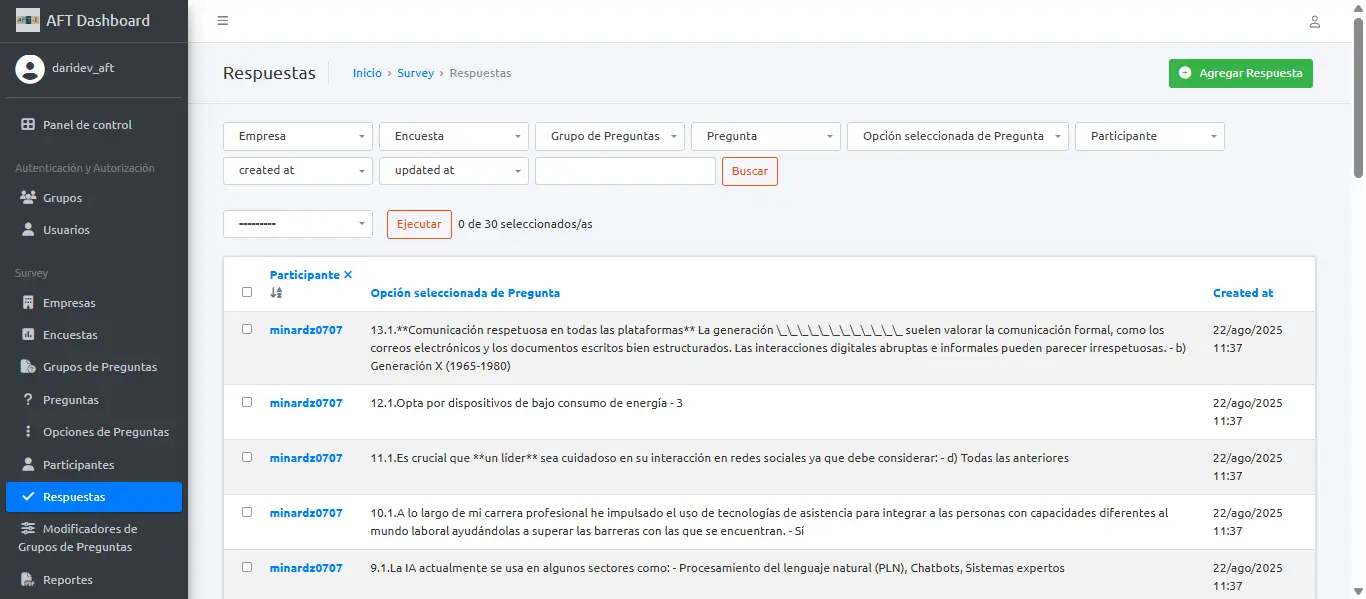 AFT Dashboard
daridev_aft
Panel de control
Autenticación y Autorización
Grupos
Usuarios
Survey
Empresas
Encuestas
Grupos de Preguntas
Preguntas
Opciones de Preguntas
Participantes
Respuestas
Modificadores de
Grupos de Preguntas
Reportes
Respuestas
Inicio › Survey › Respuestas
Agregar Respuesta
Empresa
Encuesta
Grupo de Preguntas
Pregunta
Opción seleccionada de Pregunta
Participante
created at
updated at
Buscar
---------
Ejecutar
0 de 30 seleccionados/as
Participante
Opción seleccionada de Pregunta
Created at
minardz0707
13.1.**Comunicación respetuosa en todas las plataformas** La generación \_\_\_\_\_\_\_\_\_\_\_\_ suelen valorar la comunicación formal, como los
correos electrónicos y los documentos escritos bien estructurados. Las interacciones digitales abruptas e informales pueden parecer irrespetuosas. - b)
Generación X (1965-1980)
22/ago/2025
11:37
minardz0707
12.1.Opta por dispositivos de bajo consumo de energía - 3
22/ago/2025
11:37
minardz0707
11.1.Es crucial que **un líder** sea cuidadoso en su interacción en redes sociales ya que debe considerar: - d) Todas las anteriores
22/ago/2025
11:37
minardz0707
10.1.A lo largo de mi carrera profesional he impulsado el uso de tecnologías de asistencia para integrar a las personas con capacidades diferentes al
mundo laboral ayudándolas a superar las barreras con las que se encuentran. - Sí
22/ago/2025
11:37
minardz0707
9.1.La IA actualmente se usa en algunos sectores como: - Procesamiento del lenguaje natural (PLN), Chatbots, Sistemas expertos
22/ago/2025
11:37